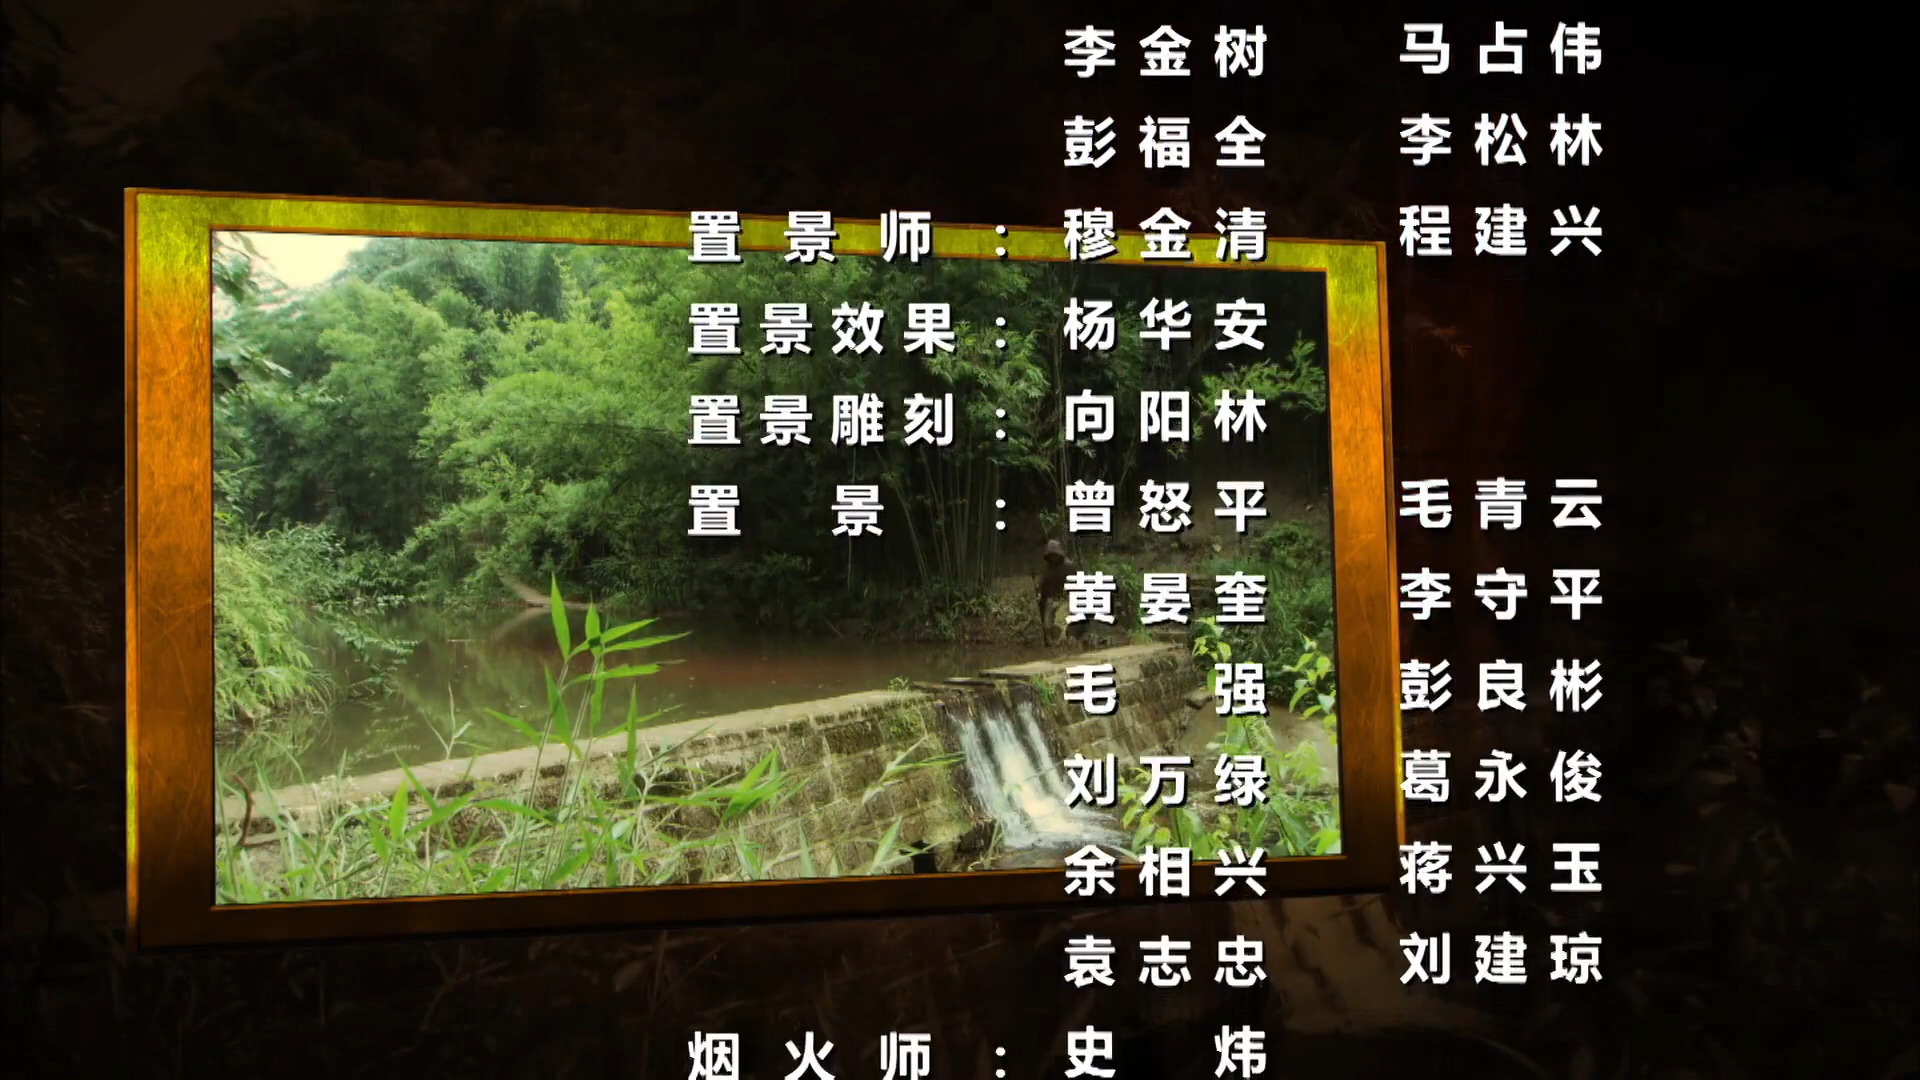 李金树 马占伟
彭福全 李松林
置景师：穆金清 程建兴
置景效果：杨华安
置景雕刻：向阳林
置景：曾怒平 毛青云
黄晏奎 李守平
毛强 彭良彬
刘万绿 葛永俊
余相兴 蒋兴玉
袁志忠 刘建琼
烟火师：史炜